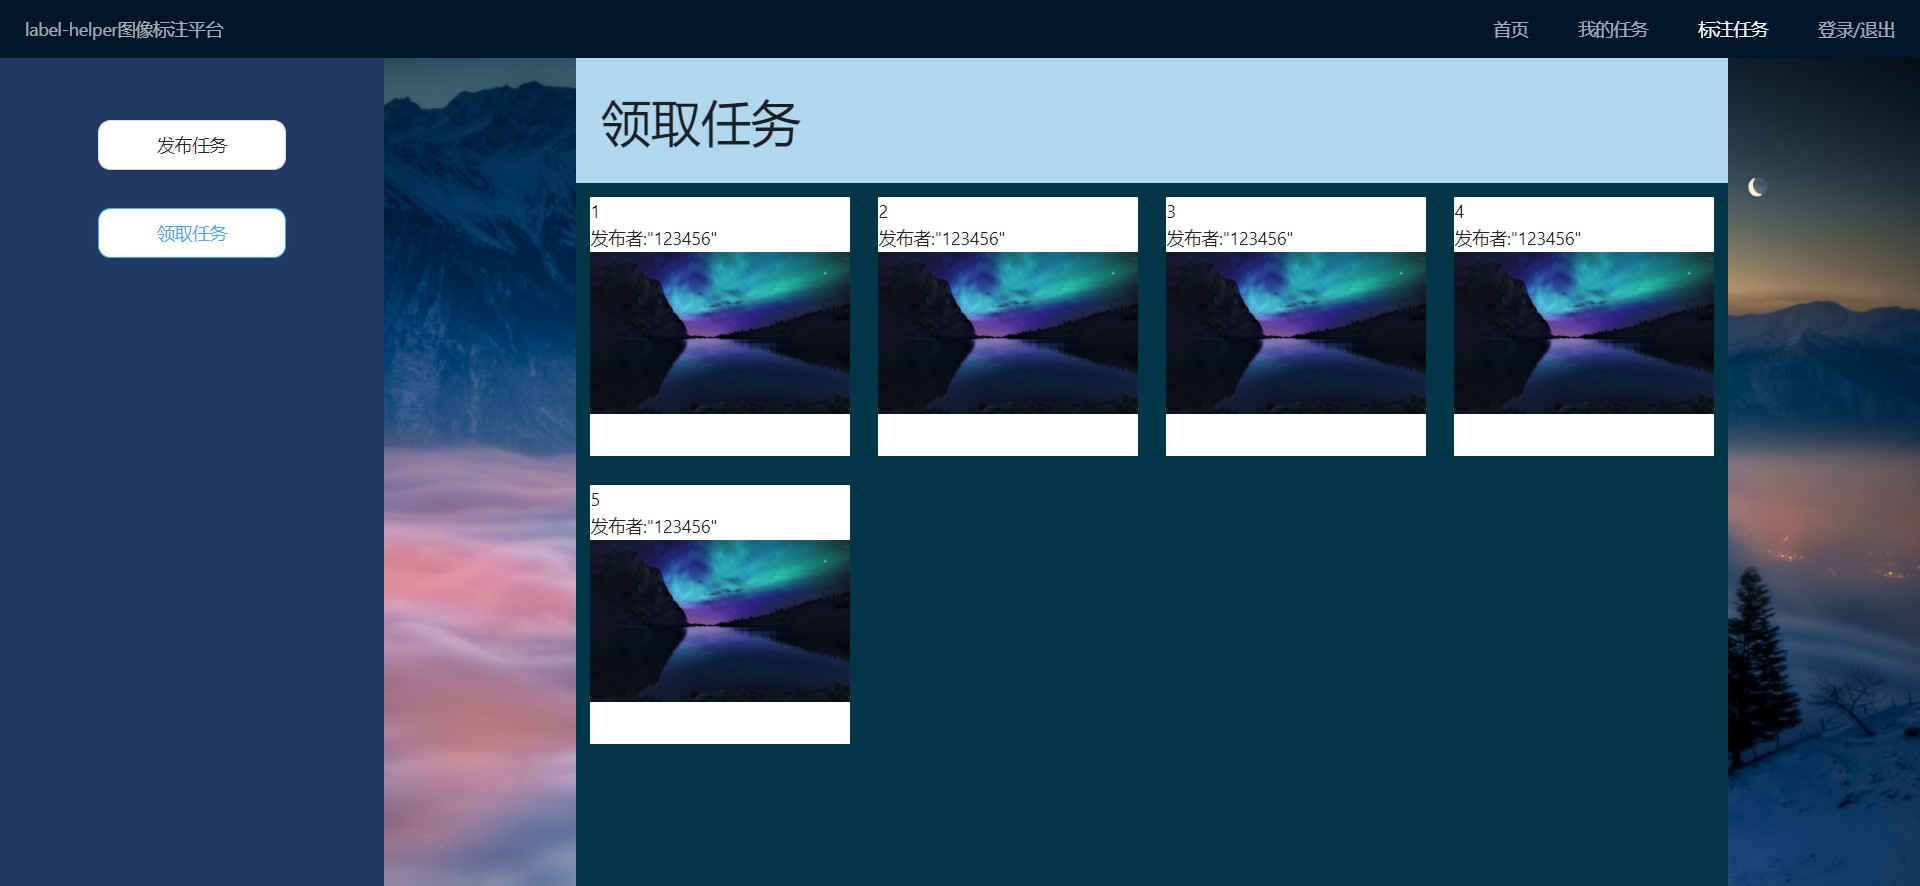 label-helper图像标注平台
首页
我的任务
标注任务
登录/退出
发布任务
领取任务
领取任务
1
发布者:"123456"
2
发布者:"123456"
3
发布者:"123456"
4
发布者:"123456"
5
发布者:"123456"